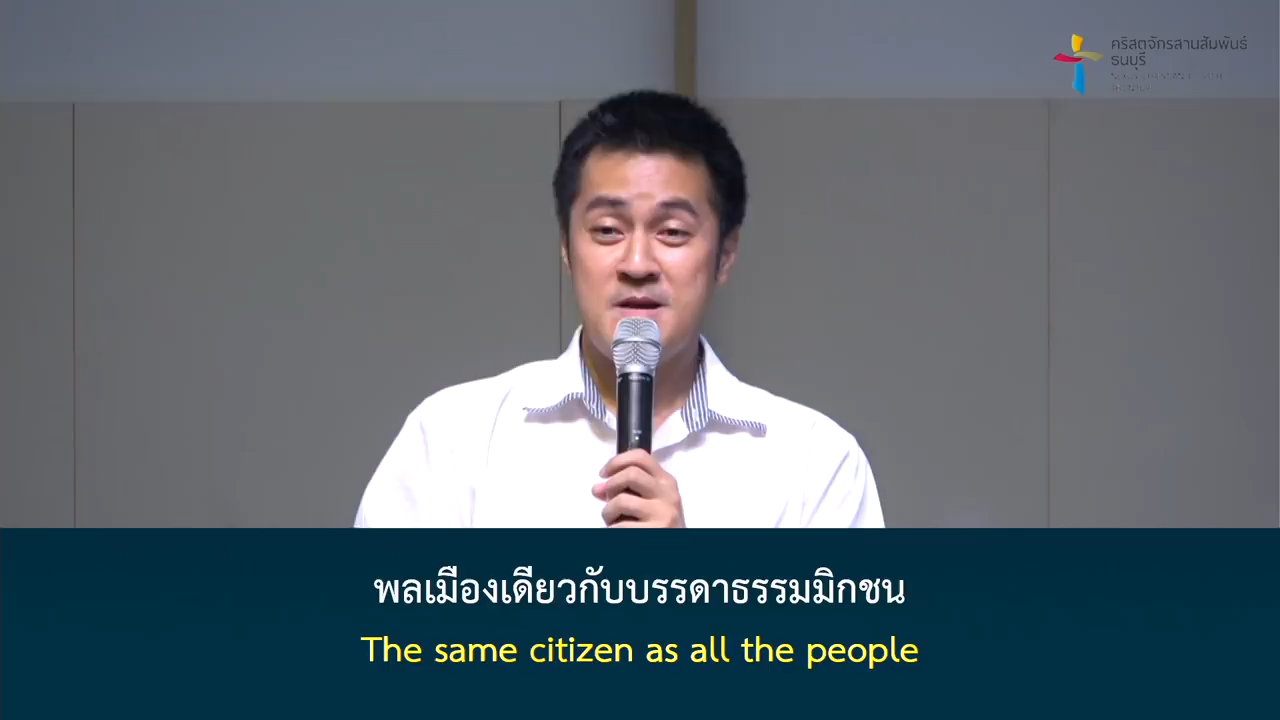 คริสตจักรสานสัมพันธ์
ธนบุรี
พลเมืองเดียวกับบรรดาธรรมมิกชน
The same citizen as all the people